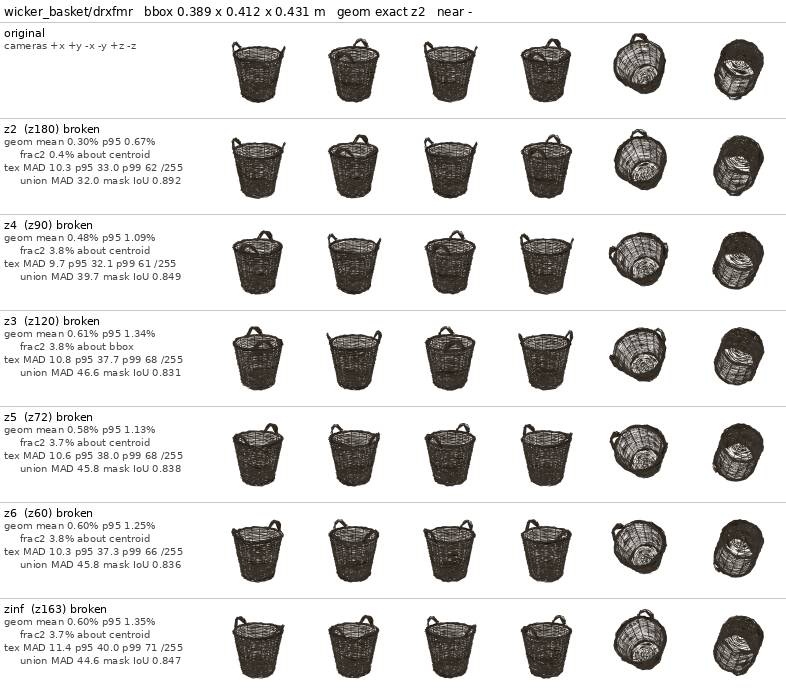 wicker_basket/drxfmr bbox 0.389 x 0.412 x 0.431 m geom exact z2 near -
original
cameras +x +y -x -y +z -z
z2 (z180) broken
geom mean 0.30% p95 0.67%
frac2 0.4% about centroid
tex MAD 10.3 p95 33.0 p99 62 /255
union MAD 32.0 mask IoU 0.892
z4 (z90) broken
geom mean 0.48% p95 1.09%
frac2 3.8% about centroid
tex MAD 9.7 p95 32.1 p99 61 /255
union MAD 39.7 mask IoU 0.849
z3 (z120) broken
geom mean 0.61% p95 1.34%
frac2 3.8% about bbox
tex MAD 10.8 p95 37.7 p99 68 /255
union MAD 46.6 mask IoU 0.831
z5 (z72) broken
geom mean 0.58% p95 1.13%
frac2 3.7% about centroid
tex MAD 10.6 p95 38.0 p99 68 /255
union MAD 45.8 mask IoU 0.838
z6 (z60) broken
geom mean 0.60% p95 1.25%
frac2 3.8% about centroid
tex MAD 10.3 p95 37.3 p99 66 /255
union MAD 45.8 mask IoU 0.836
zinf (z163) broken
geom mean 0.60% p95 1.35%
frac2 3.7% about centroid
tex MAD 11.4 p95 40.0 p99 71 /255
union MAD 44.6 mask IoU 0.847